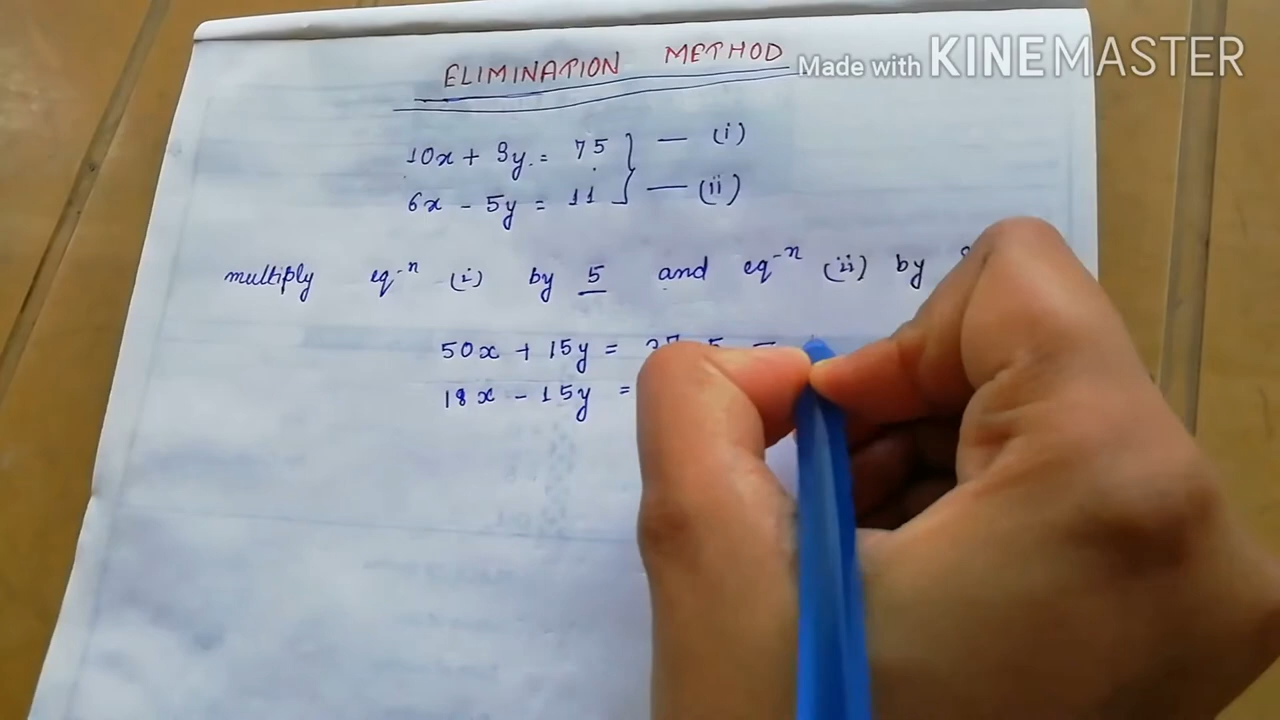 ELIMINATION METHOD
Made with KINEMASTER
10x + 3y = 75 } — (i)
6x - 5y = 11 } — (ii)
multiply eq-n (i) by 5 and eq-n (ii) by
50x + 15y = 375 —
18x - 15y =